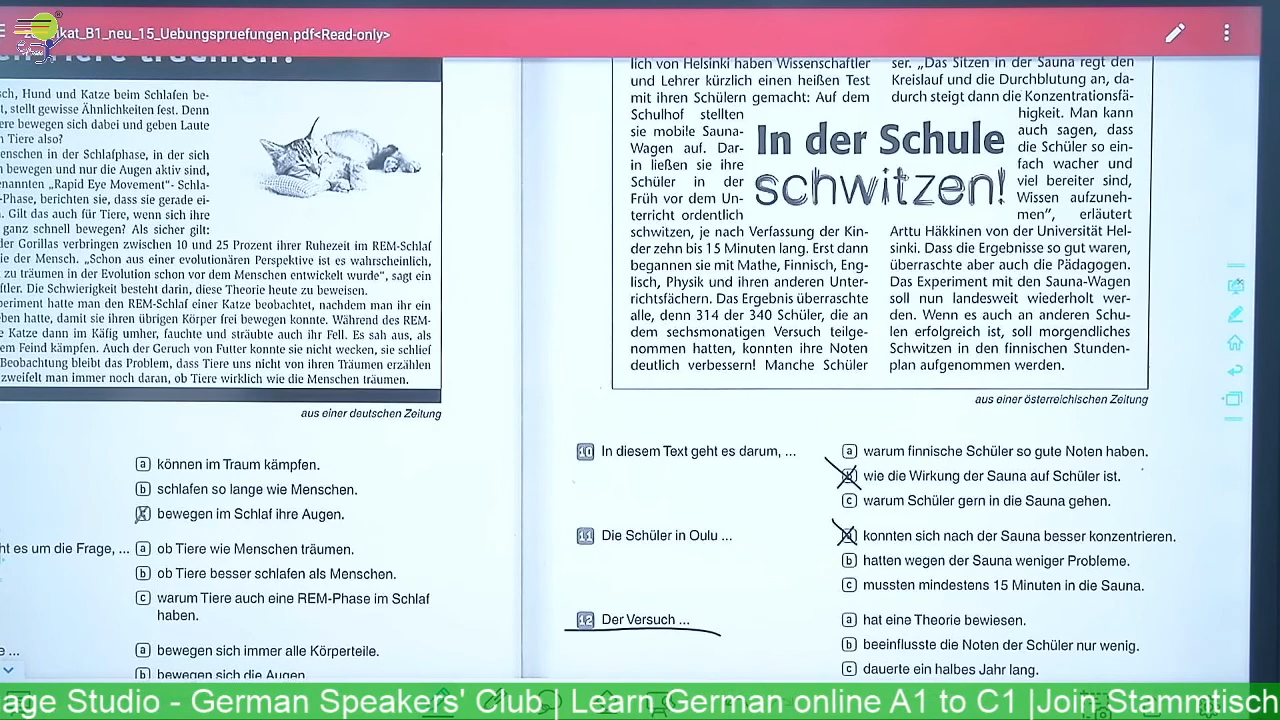 kat_B1_neu_15_Uebungspruefungen.pdf<Read-only>
sch, Hund und Katze beim Schlafen be-
t, stellt gewisse Ähnlichkeiten fest. Denn
ere bewegen sich dabei und geben Laute
n Tiere also?
enschen in der Schlafphase, in der sich
n bewegen und nur die Augen aktiv sind,
enannten „Rapid Eye Movement“- Schla-
-Phase, berichten sie, dass sie gerade ei-
. Gilt das auch für Tiere, wenn sich ihre
ganz schnell bewegen? Als sicher gilt:
der Gorillas verbringen zwischen 10 und 25 Prozent ihrer Ruhezeit im REM-Schlaf
ie der Mensch. „Schon aus einer evolutionären Perspektive ist es wahrscheinlich,
zu träumen in der Evolution schon vor dem Menschen entwickelt wurde“, sagt ein
ftler. Die Schwierigkeit besteht darin, diese Theorie heute zu beweisen.
periment hatte man den REM-Schlaf einer Katze beobachtet, nachdem man ihr ein
eben hatte, damit sie ihren übrigen Körper frei bewegen konnte. Während des REM-
e Katze dann im Käfig umher, fauchte und sträubte auch ihr Fell. Es sah aus, als
em Feind kämpfen. Auch der Geruch von Futter konnte sie nicht wecken, sie schlief
Beobachtung bleibt das Problem, dass Tiere uns nicht von ihren Träumen erzählen
zweifelt man immer noch daran, ob Tiere wirklich wie die Menschen träumen.
aus einer deutschen Zeitung
a können im Traum kämpfen.
b schlafen so lange wie Menschen.
bewegen im Schlaf ihre Augen.
ht es um die Frage, ... a ob Tiere wie Menschen träumen.
b ob Tiere besser schlafen als Menschen.
c warum Tiere auch eine REM-Phase im Schlaf
haben.
e ... a bewegen sich immer alle Körperteile.
b bewegen sich die Augen
lich von Helsinki haben Wissenschaftler
und Lehrer kürzlich einen heißen Test
mit ihren Schülern gemacht: Auf dem
Schulhof stellten
sie mobile Sauna-
Wagen auf. Dar-
in ließen sie ihre
Schüler in der
Früh vor dem Un-
terricht ordentlich
schwitzen, je nach Verfassung der Kin-
der zehn bis 15 Minuten lang. Erst dann
begannen sie mit Mathe, Finnisch, Eng-
lisch, Physik und ihren anderen Unter-
richtsfächern. Das Ergebnis überraschte
alle, denn 314 der 340 Schüler, die an
dem sechsmonatigen Versuch teilge-
nommen hatten, konnten ihre Noten
deutlich verbessern! Manche Schüler
In der Schule
schwitzen!
ser. „Das Sitzen in der Sauna regt den
Kreislauf und die Durchblutung an, da-
durch steigt dann die Konzentrationsfä-
higkeit. Man kann
auch sagen, dass
die Schüler so ein-
fach wacher und
viel bereiter sind,
Wissen aufzuneh-
men”, erläutert
Arttu Häkkinen von der Universität Hel-
sinki. Dass die Ergebnisse so gut waren,
überraschte aber auch die Pädagogen.
Das Experiment mit den Sauna-Wagen
soll nun landesweit wiederholt wer-
den. Wenn es auch an anderen Schu-
len erfolgreich ist, soll morgendliches
Schwitzen in den finnischen Stunden-
plan aufgenommen werden.
aus einer österreichischen Zeitung
10 In diesem Text geht es darum, ... a warum finnische Schüler so gute Noten haben.
wie die Wirkung der Sauna auf Schüler ist.
c warum Schüler gern in die Sauna gehen.
11 Die Schüler in Oulu ... konnten sich nach der Sauna besser konzentrieren.
b hatten wegen der Sauna weniger Probleme.
c mussten mindestens 15 Minuten in die Sauna.
12 Der Versuch ... a hat eine Theorie bewiesen.
b beeinflusste die Noten der Schüler nur wenig.
c dauerte ein halbes Jahr lang.
age Studio - German Speakers' Club | Learn German online A1 to C1 |Join Stammtisch